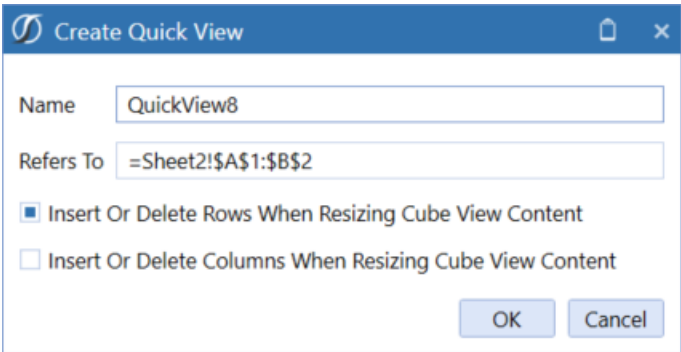 Create Quick View
Name QuickView8
Refers To =Sheet2!$A$1:$B$2
Insert Or Delete Rows When Resizing Cube View Content
Insert Or Delete Columns When Resizing Cube View Content
OK Cancel